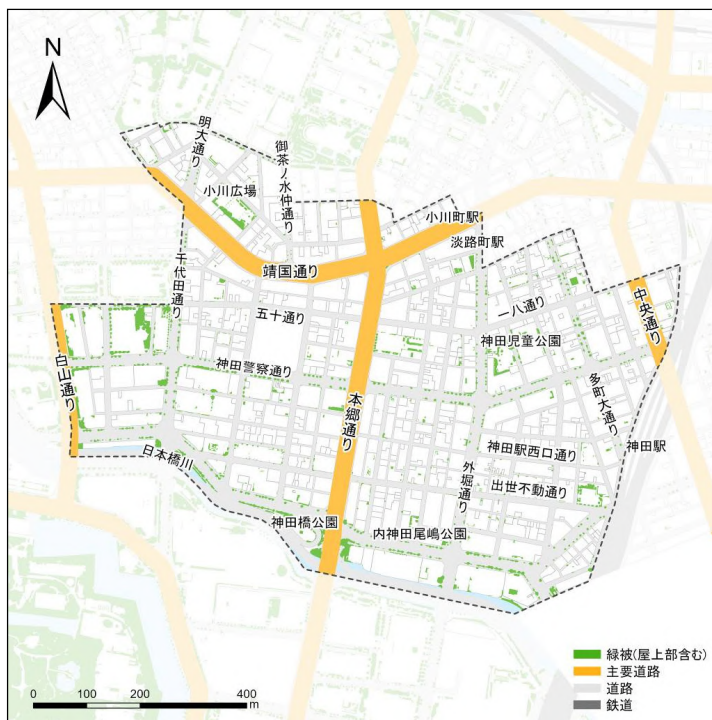 N
明大通り
御茶ノ水仲通り
小川広場
小川町駅
淡路町駅
靖国通り
千代田通り
五十通り
一八通り
中央通り
神田児童公園
白山通り
神田警察通り
本郷通り
多町大通り
神田駅西口通り
神田駅
日本橋川
外堀通り
出世不動通り
神田橋公園
内神田尾嶋公園
緑被(屋上部含む)
主要道路
道路
鉄道
0 100 200 400
m